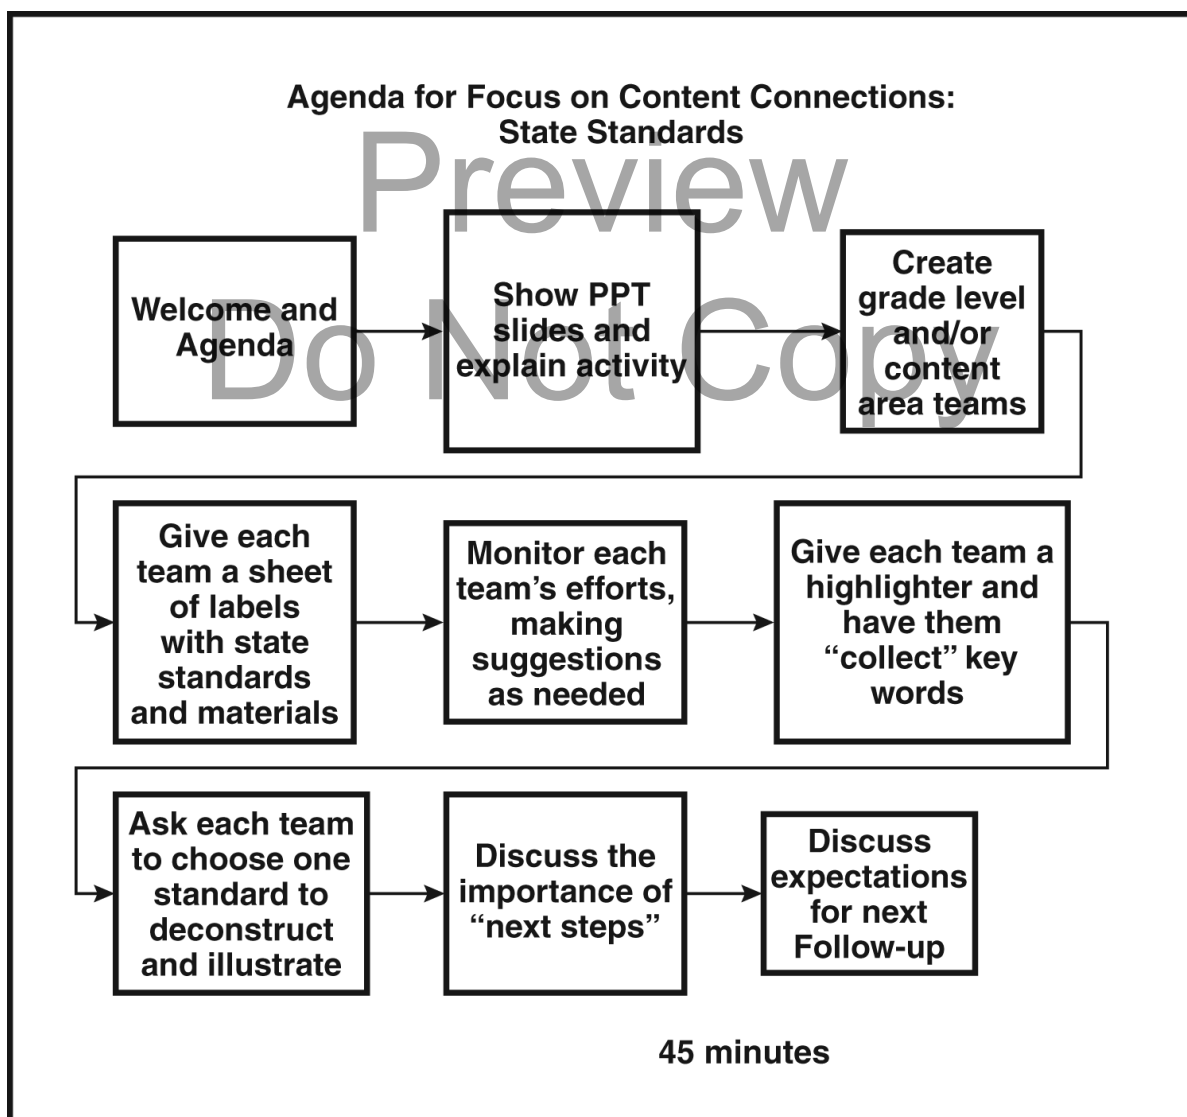 Agenda for Focus on Content Connections:
State Standards
Preview
Do Not Copy
Welcome and
Agenda
Show PPT
slides and
explain activity
Create
grade level
and/or
content
area teams
Give each
team a sheet
of labels
with state
standards
and materials
Monitor each
team’s efforts,
making
suggestions
as needed
Give each team a
highlighter and
have them
“collect” key
words
Ask each team
to choose one
standard to
deconstruct
and illustrate
Discuss the
importance of
“next steps”
Discuss
expectations
for next
Follow-up
45 minutes